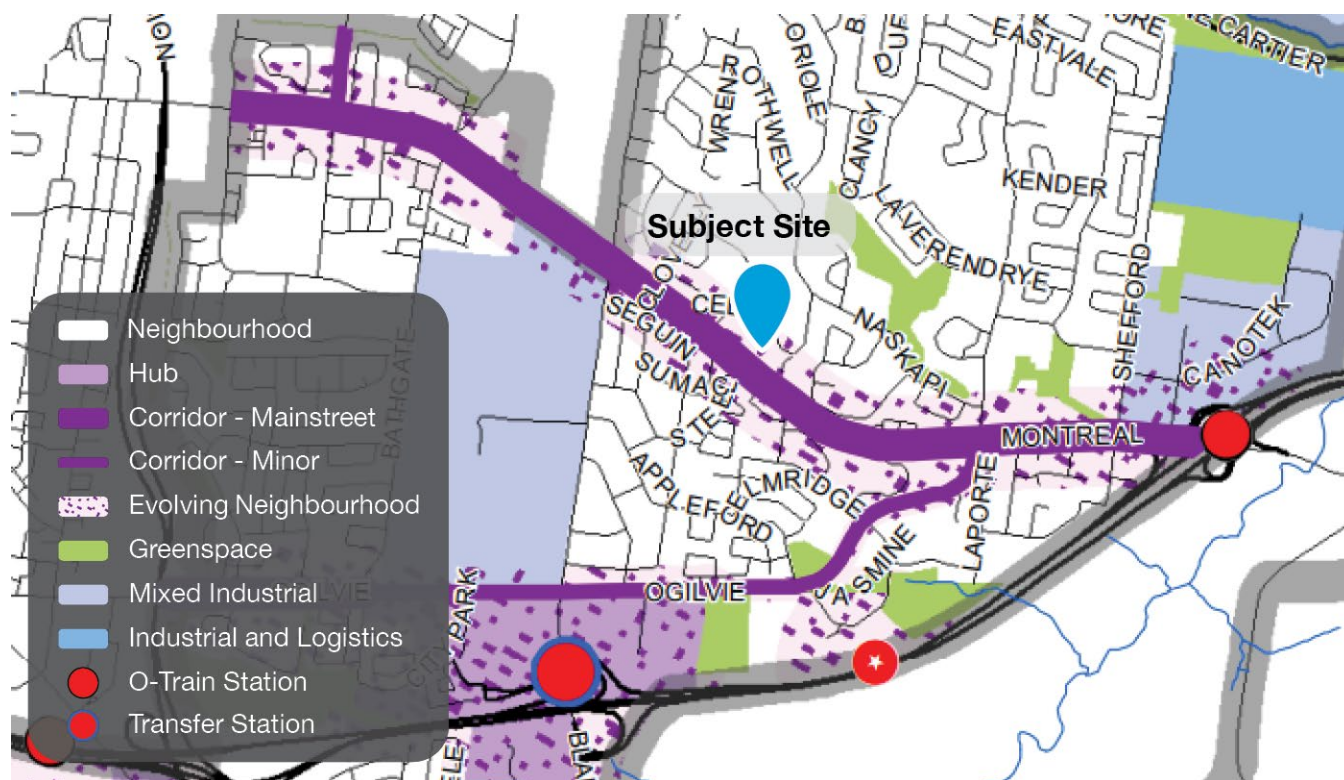 ORIOLE
EASTVALE
CARTIER
ROTHWELL
WREN
CLANCY
KENDER
LAVERENDRYE
Subject Site
SHEFFORD
NASKAPI
CANOTEK
SEGUIN
SUMAC
MONTREAL
ELMRIDGE
APPLEFORD
LAPORTE
JASMINE
OGILVIE
PARK
BATHGATE
Neighbourhood
Hub
Corridor - Mainstreet
Corridor - Minor
Evolving Neighbourhood
Greenspace
Mixed Industrial
Industrial and Logistics
O-Train Station
Transfer Station